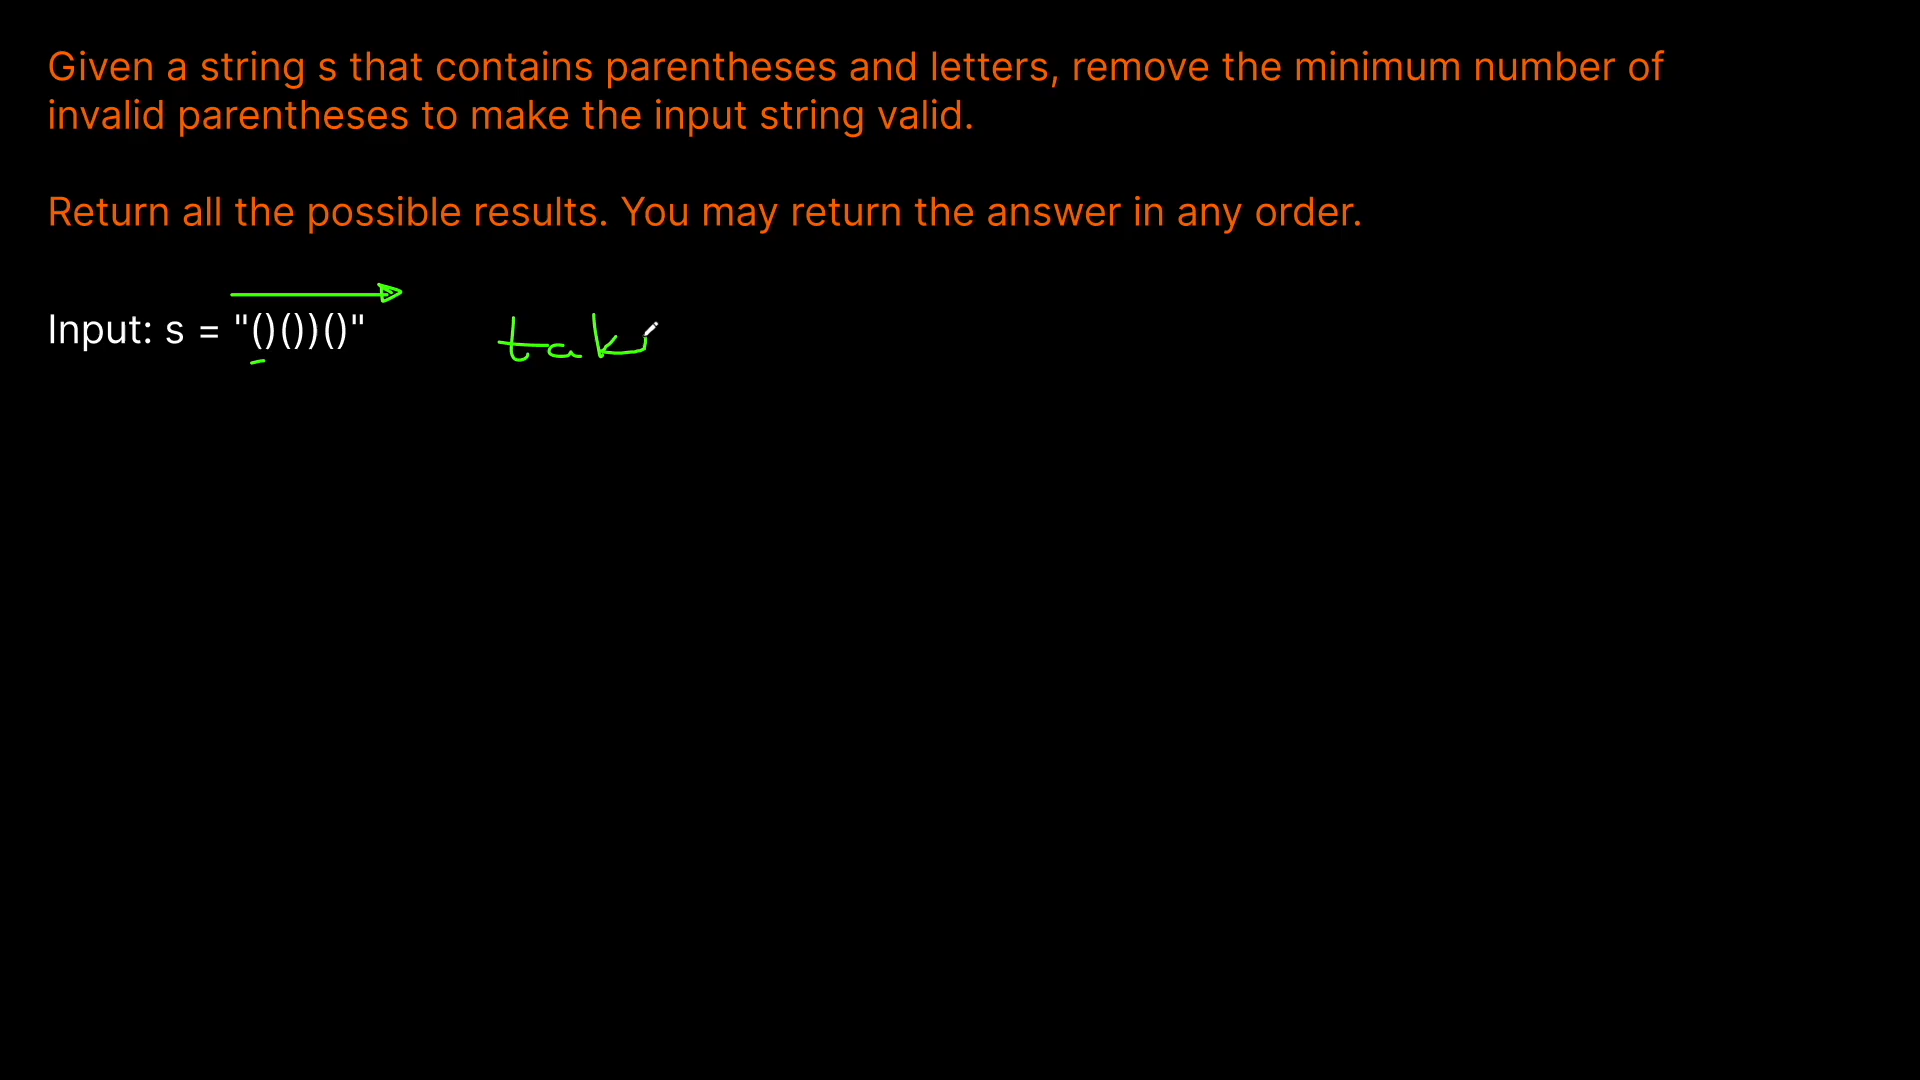 Given a string s that contains parentheses and letters, remove the minimum number of
invalid parentheses to make the input string valid.
Return all the possible results. You may return the answer in any order.
Input: s = "()())()"